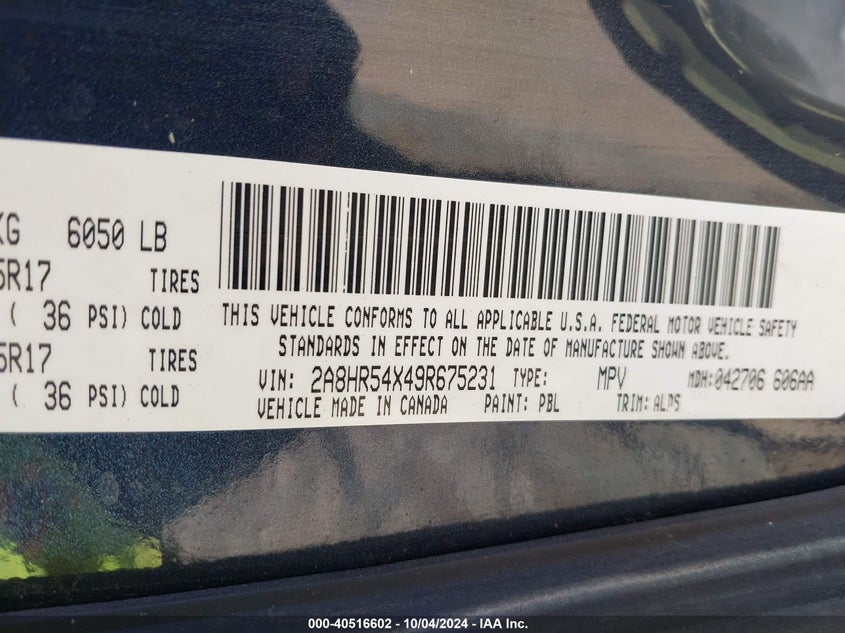 KG 6050 LB
5R17 TIRES
( 36 PSI) COLD
5R17 TIRES
( 36 PSI) COLD
THIS VEHICLE CONFORMS TO ALL APPLICABLE U.S.A. FEDERAL MOTOR VEHICLE SAFETY
STANDARDS IN EFFECT ON THE DATE OF MANUFACTURE SHOWN ABOVE.
VIN: 2A8HR54X49R675231 TYPE: MPV MDH:042706 606AA
VEHICLE MADE IN CANADA PAINT: PBL TRIM: ALDS
000-40516602 - 10/04/2024 - IAA Inc.